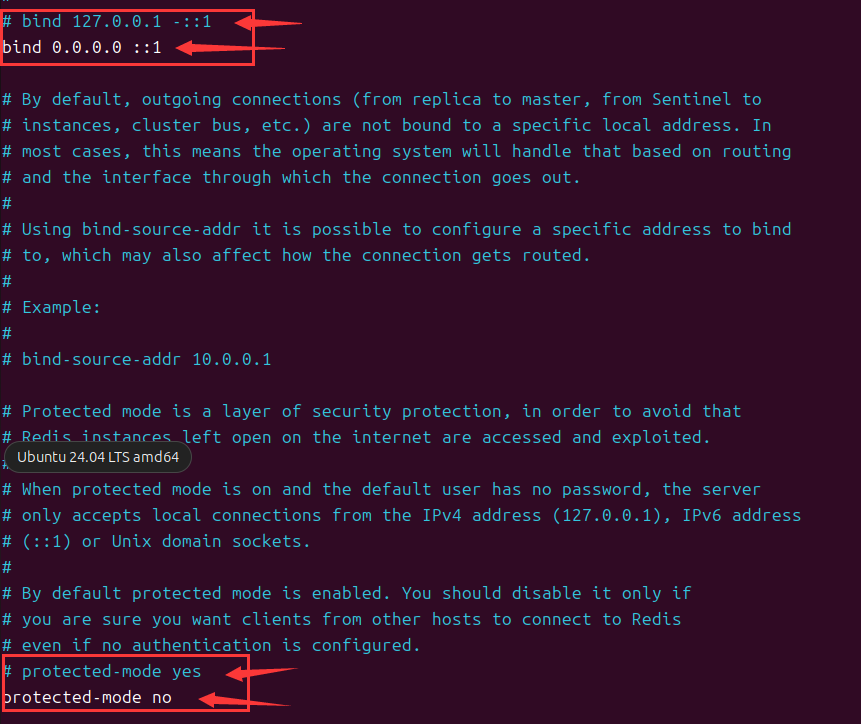 # bind 127.0.0.1 -::1
bind 0.0.0.0 ::1
# By default, outgoing connections (from replica to master, from Sentinel to
# instances, cluster bus, etc.) are not bound to a specific local address. In
# most cases, this means the operating system will handle that based on routing
# and the interface through which the connection goes out.
#
# Using bind-source-addr it is possible to configure a specific address to bind
# to, which may also affect how the connection gets routed.
#
# Example:
#
# bind-source-addr 10.0.0.1
# Protected mode is a layer of security protection, in order to avoid that
# Redis instances left open on the internet are accessed and exploited.
Ubuntu 24.04 LTS amd64
# When protected mode is on and the default user has no password, the server
# only accepts local connections from the IPv4 address (127.0.0.1), IPv6 address
# (::1) or Unix domain sockets.
#
# By default protected mode is enabled. You should disable it only if
# you are sure you want clients from other hosts to connect to Redis
# even if no authentication is configured.
# protected-mode yes
protected-mode no